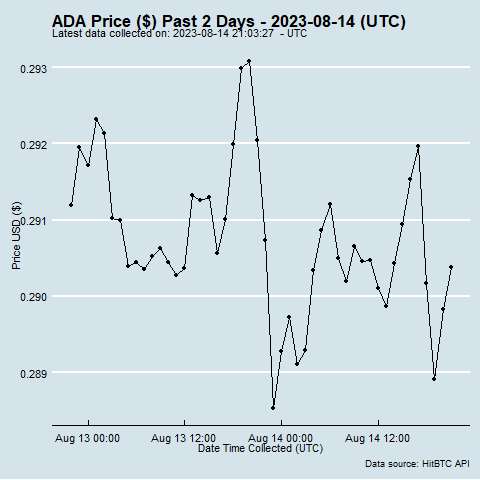 ADA Price ($) Past 2 Days - 2023-08-14 (UTC)
Latest data collected on: 2023-08-14 21:03:27  - UTC
0.293
0.292
0.291
0.290
0.289
Price USD ($)
Aug 13 00:00
Aug 13 12:00
Aug 14 00:00
Aug 14 12:00
Date Time Collected (UTC)
Data source: HitBTC API